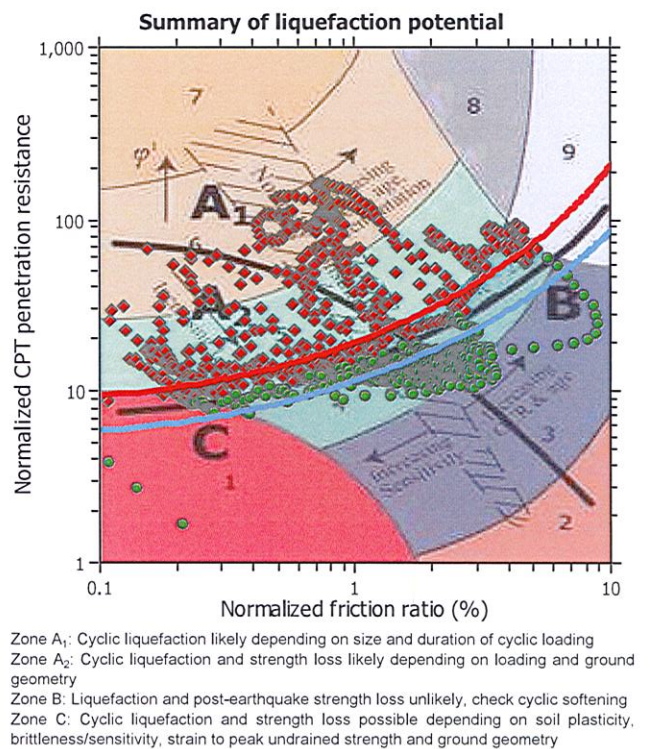 Summary of liquefaction potential
1,000
100
10
1
Normalized CPT penetration resistance
7
8
9
φ'
A1
6
A2
B
C
1
3
2
Increasing
Sensitivity
Increasing
0.1
1
10
Normalized friction ratio (%)
Zone A1: Cyclic liquefaction likely depending on size and duration of cyclic loading
Zone A2: Cyclic liquefaction and strength loss likely depending on loading and ground
geometry
Zone B: Liquefaction and post-earthquake strength loss unlikely, check cyclic softening
Zone C: Cyclic liquefaction and strength loss possible depending on soil plasticity,
brittleness/sensitivity, strain to peak undrained strength and ground geometry